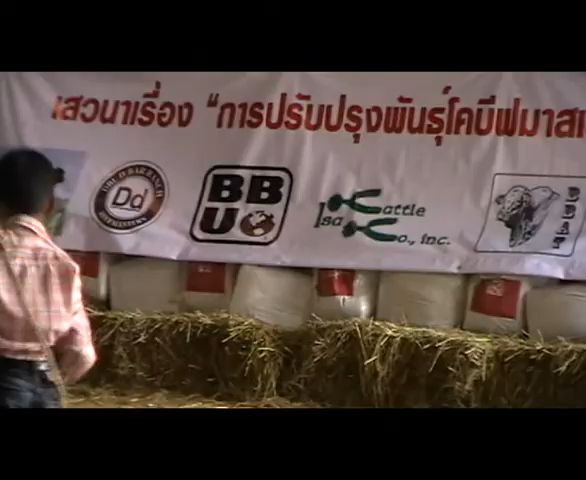 เสวนาเรื่อง "การปรับปรุงพันธุ์โคบีฟมาสเ
Dd
BB
U
Isa Cattle
Co., inc.